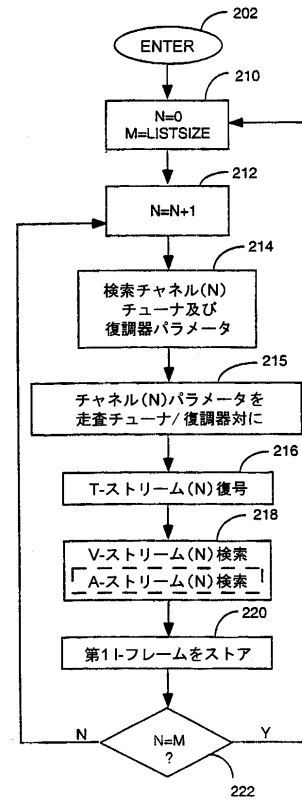 202
ENTER
210
N=0
M=LISTSIZE
212
N=N+1
214
検索チャネル(N)
チューナ及び
復調器パラメータ
215
チャネル(N)パラメータを
走査チューナ/復調器対に
216
T-ストリーム(N)復号
218
V-ストリーム(N)検索
A-ストリーム(N)検索
220
第1 I-フレームをストア
N
N=M
?
Y
222